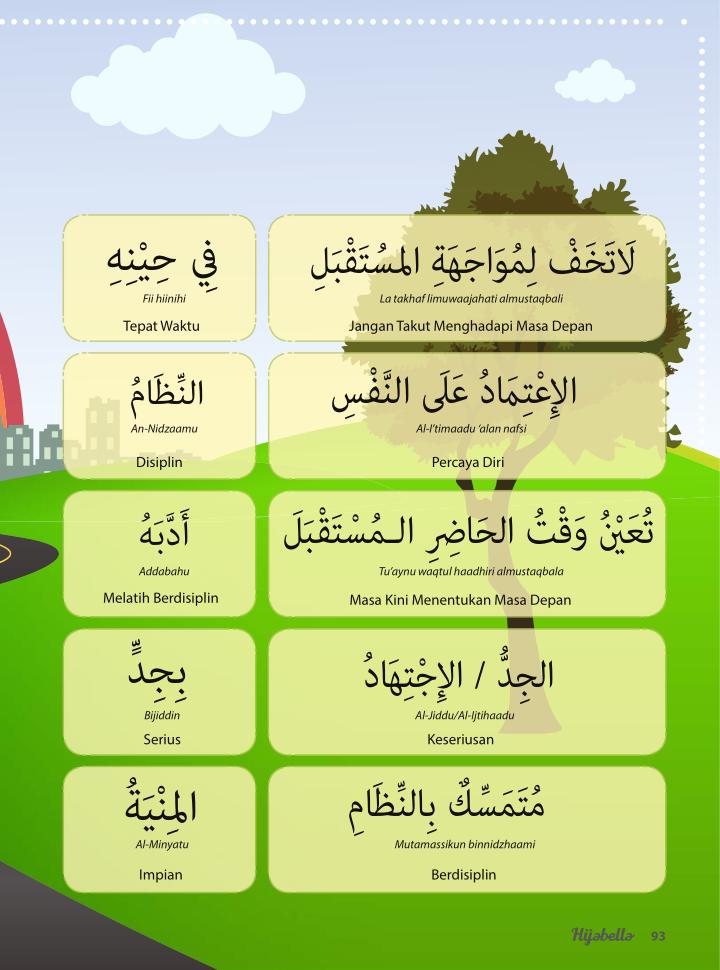 فِي حِيْنِهِ
Fii hiinihi
Tepat Waktu
لَاتَخَفْ لِمُوَاجَهَةِ المسُتَقْبَلِ
La takhaf limuwaajahati almustaqbali
Jangan Takut Menghadapi Masa Depan
النِّظَامُ
An-Nidzaamu
Disiplin
الإِعْتِمَادُ عَلَى النَّفْسِ
Al-I'timaadu 'alan nafsi
Percaya Diri
أَدَّبَهُ
Addabahu
Melatih Berdisiplin
تُعَيْنُ وَقْتُ الحَاضِرِ الـمُسْتَقْبَلَ
Tu'aynu waqtul haadhiri almustaqbala
Masa Kini Menentukan Masa Depan
بِجِدٍّ
Bijiddin
Serius
الجِدُّ / الإِجْتِهَادُ
Al-Jiddu/Al-Ijtihaadu
Keseriusan
المِنْيَةُ
Al-Minyatu
Impian
مُتَمَسِّكٌ بِالنِّظَامِ
Mutamassikun binnidzhaami
Berdisiplin
Hijabella 93